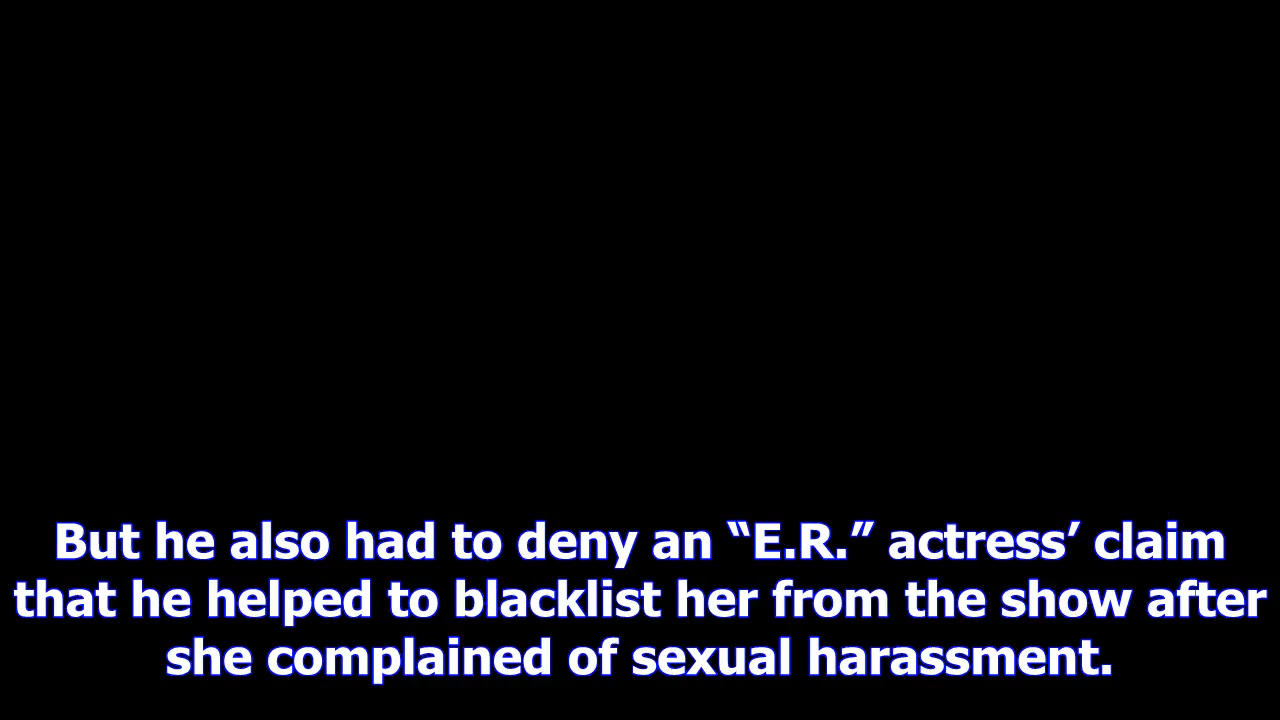 But he also had to deny an “E.R.” actress’ claim
that he helped to blacklist her from the show after
she complained of sexual harassment.